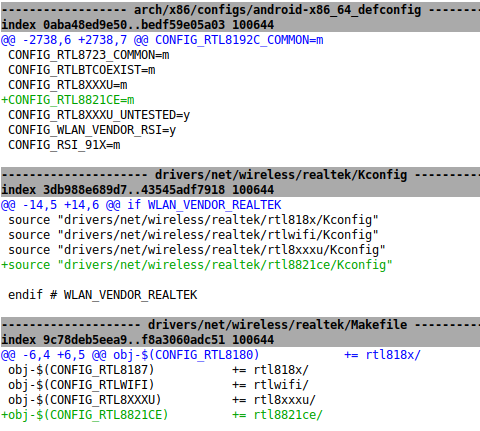 ------------------ arch/x86/configs/android-x86_64_defconfig --------
index 0aba48ed9e50..bedf59e05a03 100644
@@ -2738,6 +2738,7 @@ CONFIG_RTL8192C_COMMON=m
 CONFIG_RTL8723_COMMON=m
 CONFIG_RTLBTCOEXIST=m
 CONFIG_RTL8XXXU=m
+CONFIG_RTL8821CE=m
 CONFIG_RTL8XXXU_UNTESTED=y
 CONFIG_WLAN_VENDOR_RSI=y
 CONFIG_RSI_91X=m

--------------------- drivers/net/wireless/realtek/Kconfig ----------
index 3db988e689d7..43545adf7918 100644
@@ -14,5 +14,6 @@ if WLAN_VENDOR_REALTEK
 source "drivers/net/wireless/realtek/rtl818x/Kconfig"
 source "drivers/net/wireless/realtek/rtlwifi/Kconfig"
 source "drivers/net/wireless/realtek/rtl8xxxu/Kconfig"
+source "drivers/net/wireless/realtek/rtl8821ce/Kconfig"

 endif # WLAN_VENDOR_REALTEK

-------------------- drivers/net/wireless/realtek/Makefile ----------
index 9c78deb5eea9..f8a3060adc51 100644
@@ -6,4 +6,5 @@ obj-$(CONFIG_RTL8180)            += rtl818x/
 obj-$(CONFIG_RTL8187)           += rtl818x/
 obj-$(CONFIG_RTLWIFI)           += rtlwifi/
 obj-$(CONFIG_RTL8XXXU)          += rtl8xxxu/
+obj-$(CONFIG_RTL8821CE)         += rtl8821ce/